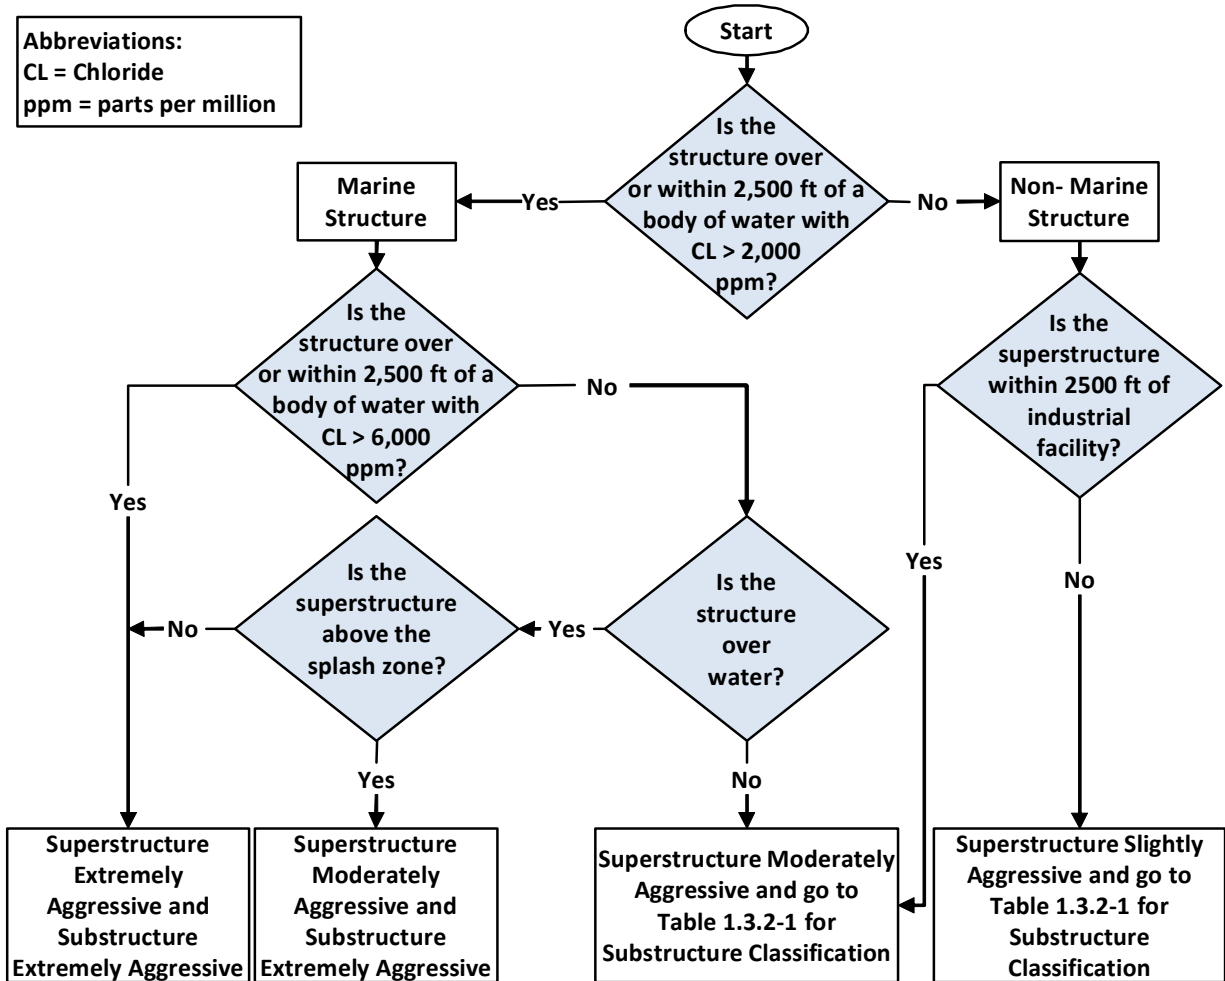 Abbreviations:
CL = Chloride
ppm = parts per million
Start
Is the
structure over
or within 2,500 ft of a
body of water with
CL > 2,000
ppm?
Yes
No
Marine
Structure
Non- Marine
Structure
Is the
structure over
or within 2,500 ft of a
body of water with
CL > 6,000
ppm?
Yes
No
Is the
superstructure
within 2500 ft of
industrial
facility?
Yes
No
Is the
structure
over
water?
Yes
No
Is the
superstructure
above the
splash zone?
No
Yes
Superstructure
Extremely
Aggressive and
Substructure
Extremely Aggressive
Superstructure
Moderately
Aggressive and
Substructure
Extremely Aggressive
Superstructure Moderately
Aggressive and go to
Table 1.3.2-1 for
Substructure Classification
Superstructure Slightly
Aggressive and go to
Table 1.3.2-1 for
Substructure
Classification